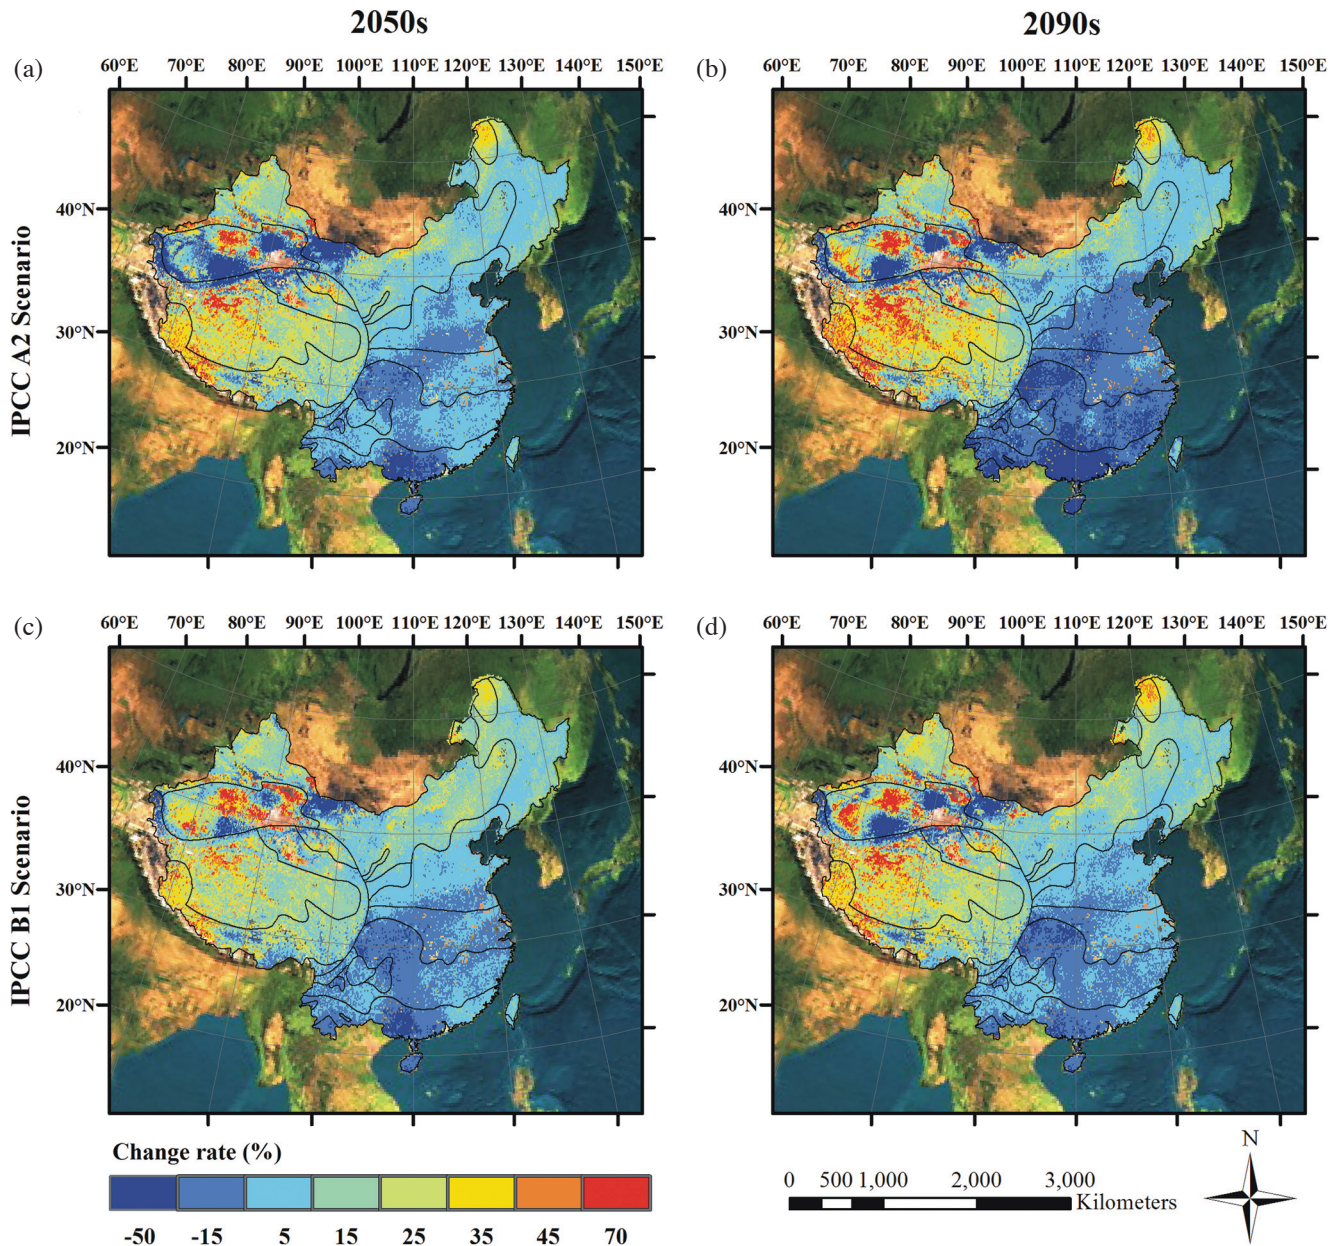 2050s
2090s
(a)
60°E 70°E 80°E 90°E 100°E 110°E 120°E 130°E 140°E 150°E
(b)
60°E 70°E 80°E 90°E 100°E 110°E 120°E 130°E 140°E 150°E
IPCC A2 Scenario
40°N
30°N
20°N
40°N
30°N
20°N
(c)
60°E 70°E 80°E 90°E 100°E 110°E 120°E 130°E 140°E 150°E
(d)
60°E 70°E 80°E 90°E 100°E 110°E 120°E 130°E 140°E 150°E
IPCC B1 Scenario
40°N
30°N
20°N
40°N
30°N
20°N
Change rate (%)
-50 -15 5 15 25 35 45 70
0 500 1,000 2,000 3,000
Kilometers
N